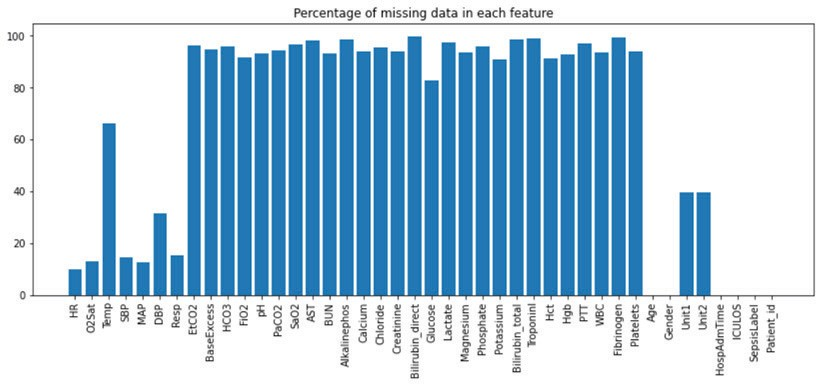 Percentage of missing data in each feature
100
80
60
40
20
0
HR
O2Sat
Temp
SBP
MAP
DBP
Resp
EtCO2
BaseExcess
HCO3
FiO2
pH
PaCO2
SaO2
AST
BUN
Alkalinephos
Calcium
Chloride
Creatinine
Bilirubin_direct
Glucose
Lactate
Magnesium
Phosphate
Potassium
Bilirubin_total
TroponinI
Hct
Hgb
PTT
WBC
Fibrinogen
Platelets
Age
Gender
Unit1
Unit2
HospAdmTime
ICULOS
SepsisLabel
Patient_id